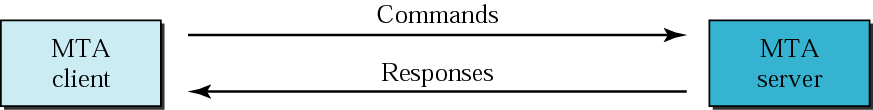 Commands
MTA
client
MTA
server
Responses